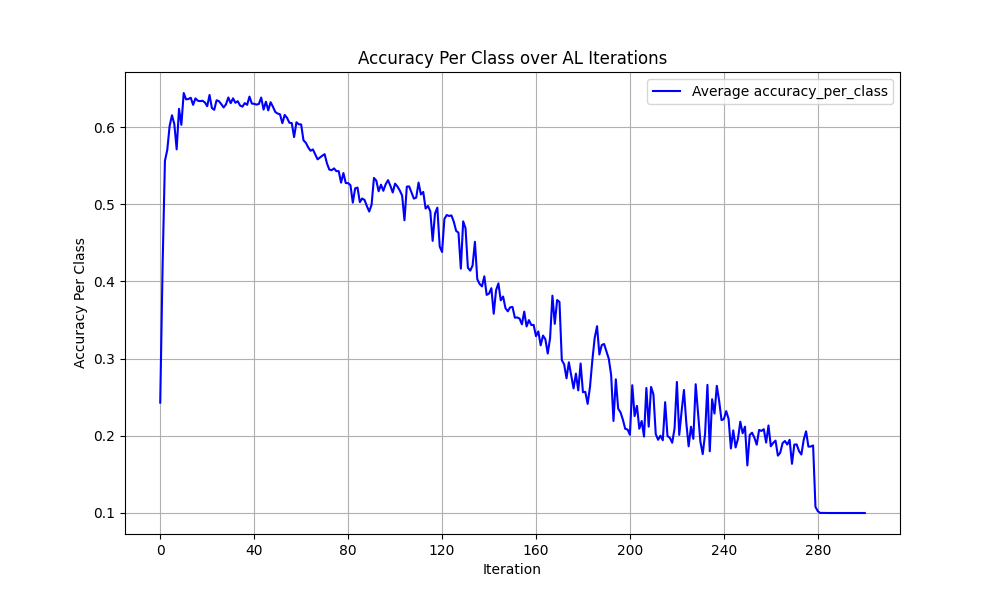 Accuracy Per Class over AL Iterations
Average accuracy_per_class
0.6
0.5
0.4
0.3
0.2
0.1
Accuracy Per Class
0 40 80 120 160 200 240 280
Iteration